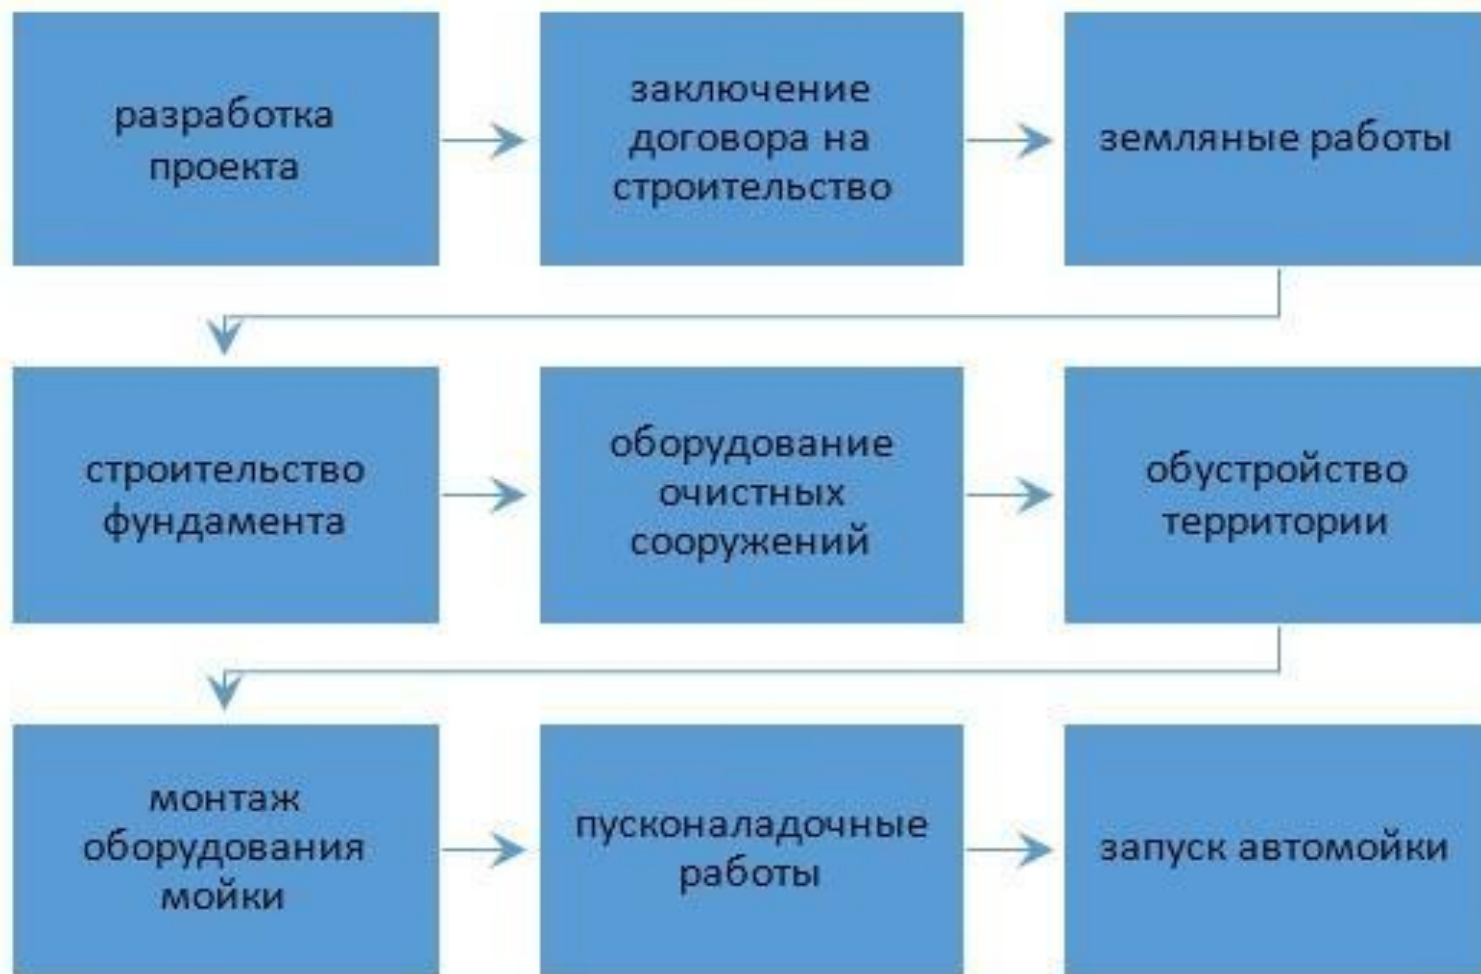 разработка
проекта
заключение
договора на
строительство
земляные работы
строительство
фундамента
оборудование
очистных
сооружений
обустройство
территории
монтаж
оборудования
мойки
пусконаладочные
работы
запуск автомойки